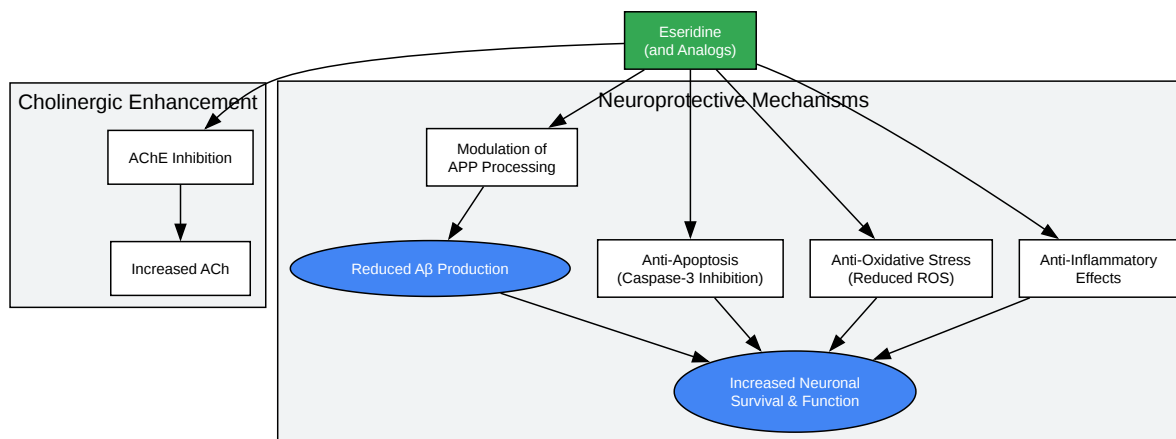 Eseridine
(and Analogs)
Cholinergic Enhancement
Neuroprotective Mechanisms
AChE Inhibition
Modulation of
APP Processing
Increased ACh
Reduced Aβ Production
Anti-Apoptosis
(Caspase-3 Inhibition)
Anti-Oxidative Stress
(Reduced ROS)
Anti-Inflammatory
Effects
Increased Neuronal
Survival & Function